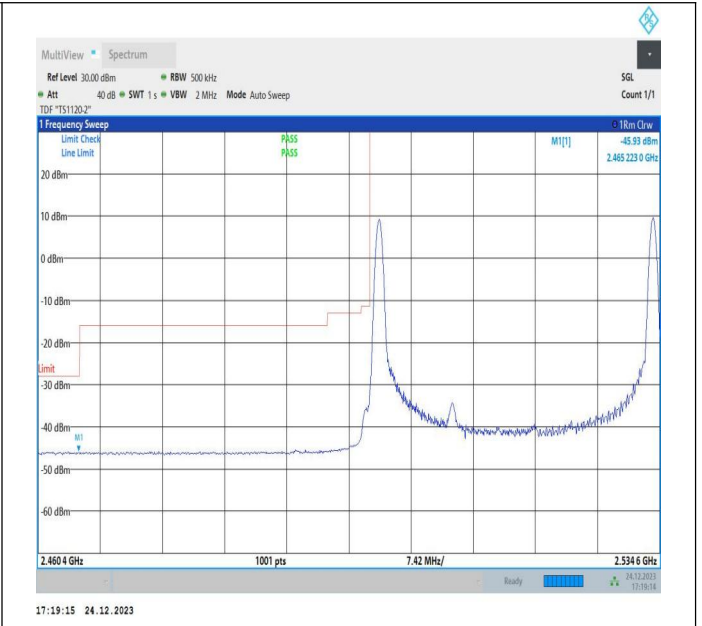 MultiView Spectrum
Ref Level 30.00 dBm RBW 500 kHz SGL
Att 40 dB SWT 1 s VBW 2 MHz Mode Auto Sweep Count 1/1
TDF "TS1120-2"
1 Frequency Sweep 1Rm Clrw
Limit Check PASS M1[1] -45.93 dBm
Line Limit PASS 2.465 223 0 GHz
20 dBm
10 dBm
0 dBm
-10 dBm
-20 dBm
Limit
-30 dBm
-40 dBm
M1
-50 dBm
-60 dBm
2.460 4 GHz 1001 pts 7.42 MHz/ 2.534 6 GHz
Ready 24.12.2023
17:19:14
17:19:15 24.12.2023